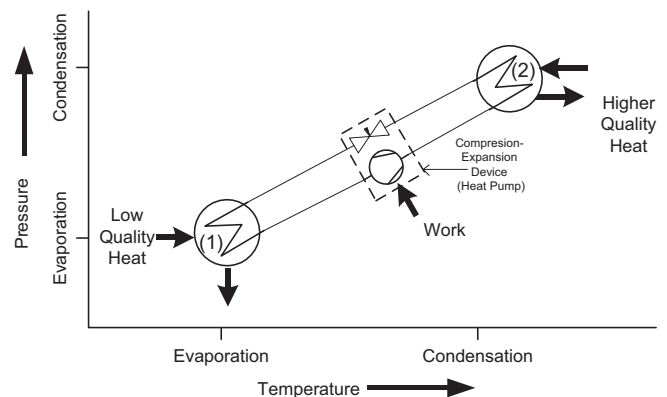 Pressure
Condensation
Evaporation
(2)
Higher
Quality
Heat
Compresion-
Expansion
Device
(Heat Pump)
Work
Low
Quality
Heat
(1)
Evaporation
Condensation
Temperature